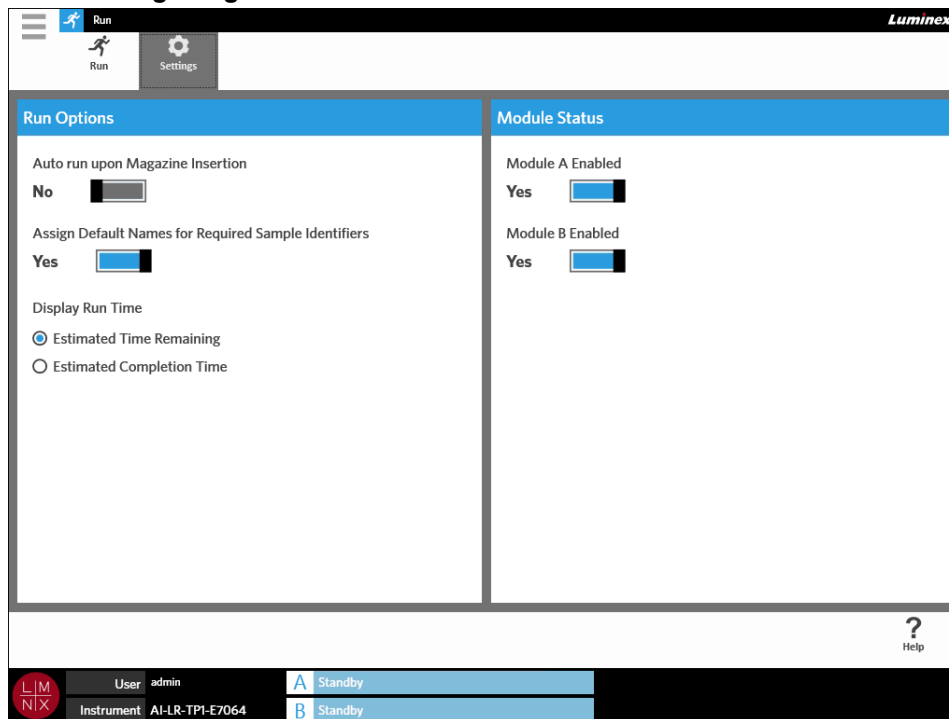 Run
Luminex
Run
Settings
Run Options
Module Status
Auto run upon Magazine Insertion
No
Assign Default Names for Required Sample Identifiers
Yes
Display Run Time
Estimated Time Remaining
Estimated Completion Time
Module A Enabled
Yes
Module B Enabled
Yes
?
Help
L M
N X
User admin
Instrument AI-LR-TP1-E7064
A Standby
B Standby